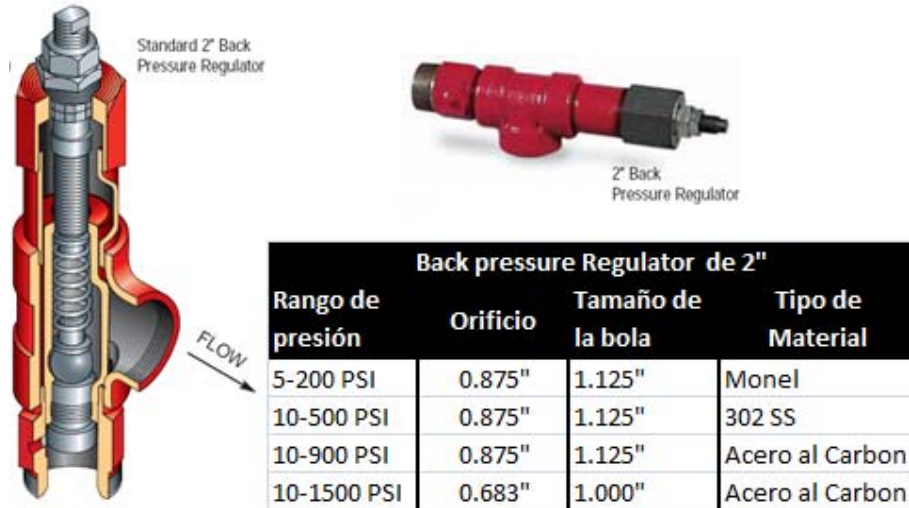 Standard 2" Back
Pressure Regulator
2" Back
Pressure Regulator
FLOW
Back pressure Regulator de 2"
Rango de presión Orificio Tamaño de la bola Tipo de Material
5-200 PSI 0.875" 1.125" Monel
10-500 PSI 0.875" 1.125" 302 SS
10-900 PSI 0.875" 1.125" Acero al Carbon
10-1500 PSI 0.683" 1.000" Acero al Carbon